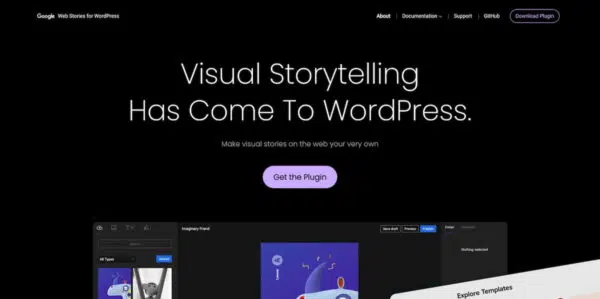 Google Web Stories for WordPress
About
Documentation
Support
GitHub
Download Plugin
Visual Storytelling
Has Come To WordPress.
Make visual stories on the web your very own
Get the Plugin
Imaginary friend
Save draft
Preview
Publish
Design
Nothing selected
All Types
Upload
Explore Templates